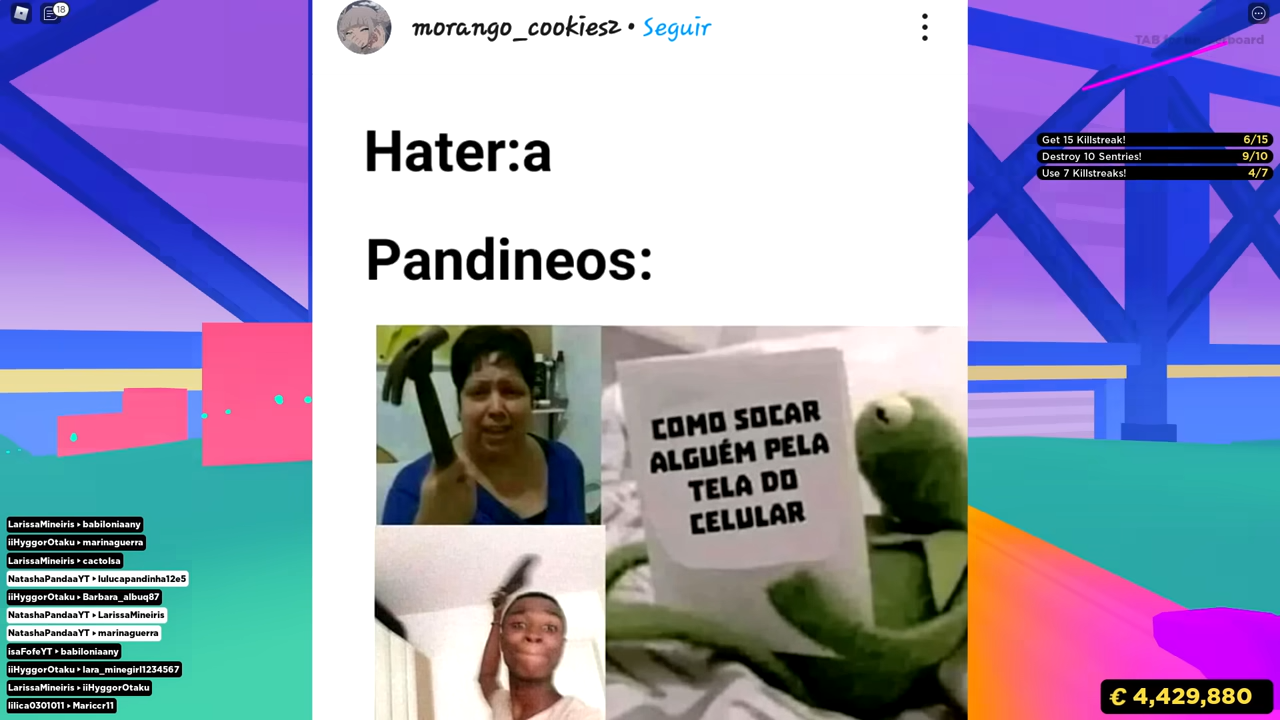 18
morango_cookies2 • Seguir
Hater:a
Pandineos:
COMO SOCAR
ALGUÉM PELA
TELA DO
CELULAR
Get 15 Killstreak! 6/15
Destroy 10 Sentries! 9/10
Use 7 Killstreaks! 4/7
LarissaMineiris ▸ babiloniaany
iiHyggorOtaku ▸ marinaguerra
LarissaMineiris ▸ cactolsa
NatashaPandaaYT ▸ lulucapandinha12e5
iiHyggorOtaku ▸ Barbara_albuq87
NatashaPandaaYT ▸ LarissaMineiris
NatashaPandaaYT ▸ marinaguerra
isaFofeYT ▸ babiloniaany
iiHyggorOtaku ▸ lara_minegirl1234567
LarissaMineiris ▸ iiHyggorOtaku
lilica0301011 ▸ Mariccr11
€ 4,429,880